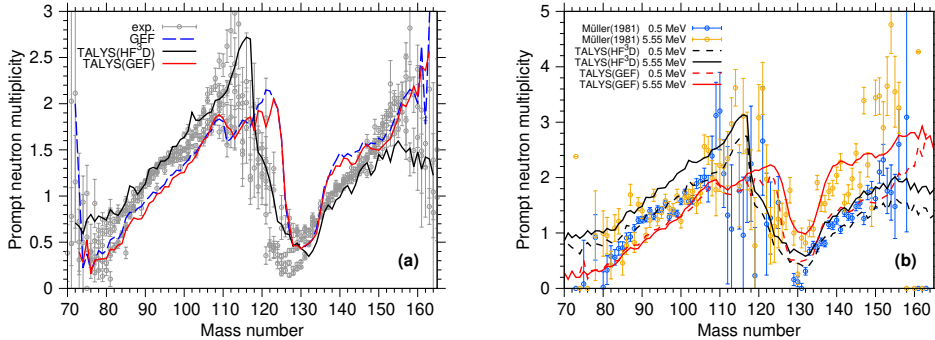 Prompt neutron multiplicity
3
2.5
2
1.5
1
0.5
0
exp.
GEF
TALYS(HF³D)
TALYS(GEF)
(a)
70 80 90 100 110 120 130 140 150 160
Mass number
Prompt neutron multiplicity
5
4
3
2
1
0
Müller(1981) 0.5 MeV
Müller(1981) 5.55 MeV
TALYS(HF³D) 0.5 MeV
TALYS(HF³D) 5.55 MeV
TALYS(GEF) 0.5 MeV
TALYS(GEF) 5.55 MeV
(b)
70 80 90 100 110 120 130 140 150 160
Mass number